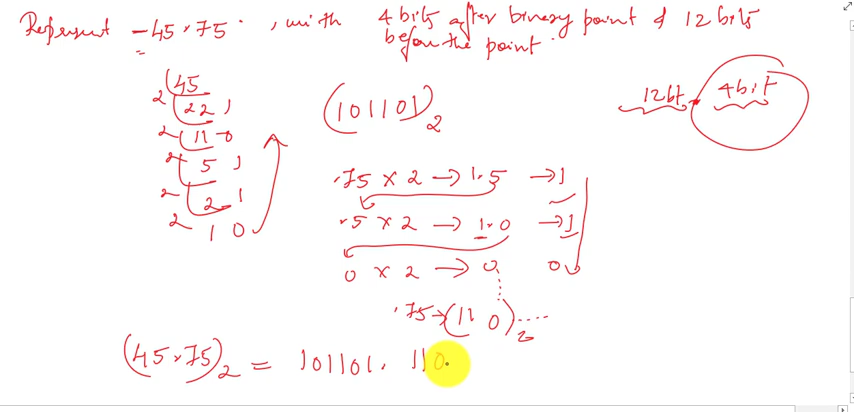 Represent -45.75 , with 4 bits after binary point & 12 bits
before the point.
12bt . 4 bit
2 45
2 22 1
2 11 0
2 5 1
2 2 1
2 1 0
(101101)2
.75 × 2 → 1.5 → 1
.5 × 2 → 1.0 → 1
0 × 2 → 0 0
.75 → (11 0)2 ....
(45.75)2 = 101101. 110